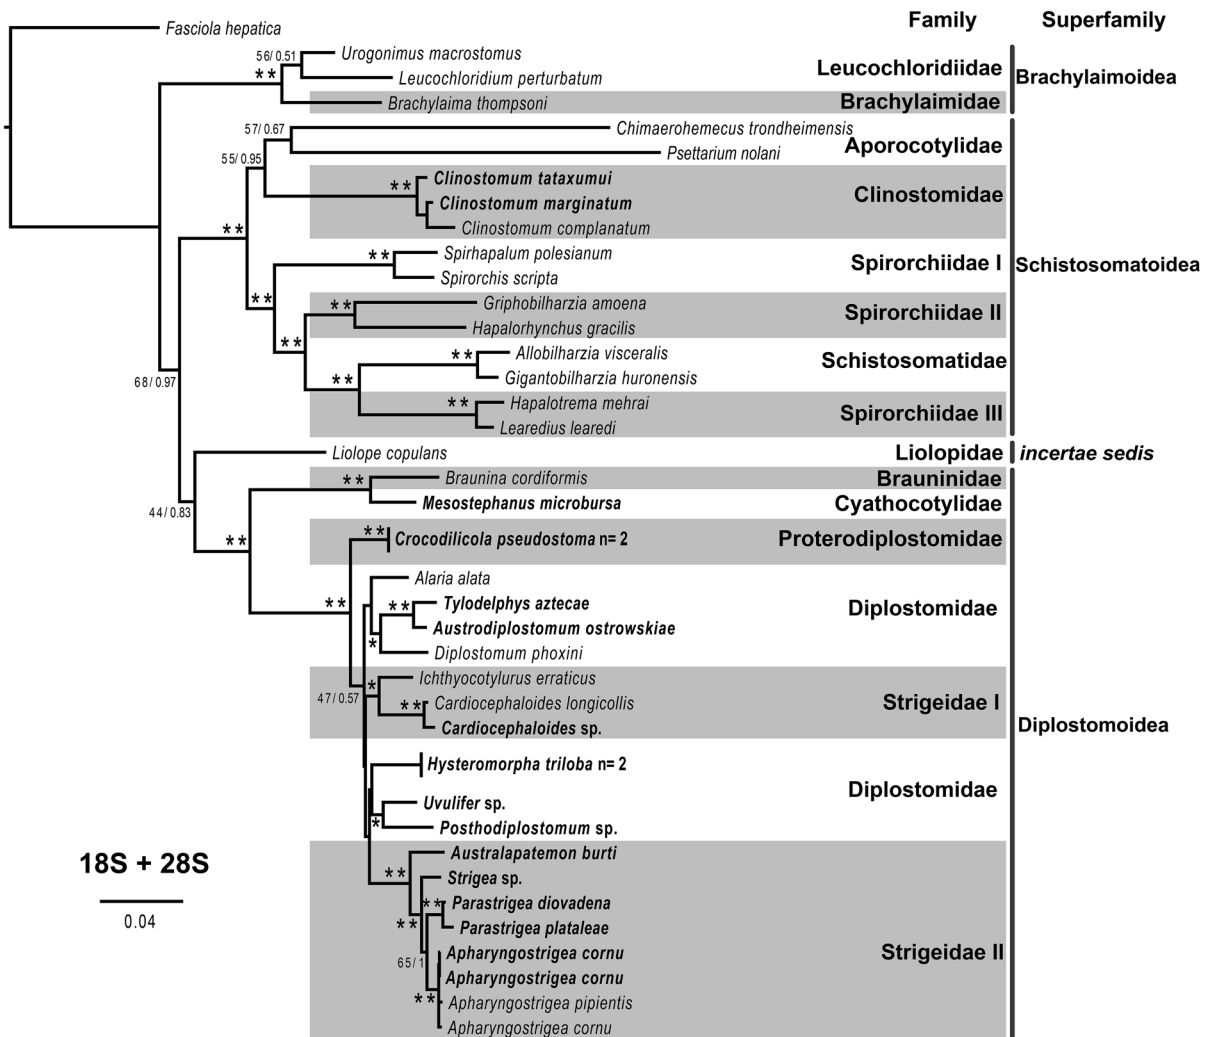 Family Superfamily
Fasciola hepatica
56/ 0.51 Urogonimus macrostomus
** Leucochloridium perturbatum Leucochloridiidae
Brachylaimoidea
Brachylaima thompsoni Brachylaimidae
57/ 0.67 Chimaerohemecus trondheimensis
Psettarium nolani Aporocotylidae
55/ 0.95
** Clinostomum tataxumui
Clinostomum marginatum Clinostomidae
Clinostomum complanatum
**
** Spirhapalum polesianum
Spirorchis scripta Spirorchiidae I Schistosomatoidea
**
** Griphobilharzia amoena
Hapalorhynchus gracilis Spirorchiidae II
**
** Allobilharzia visceralis
Gigantobilharzia huronensis Schistosomatidae
**
68/ 0.97
** Hapalotrema mehrai
Learedius learedi Spirorchiidae III
Liolope copulans Liolopidae incertae sedis
** Braunina cordiformis Brauninidae
Mesostephanus microbursa Cyathocotylidae
44/ 0.83
**
** Crocodilicola pseudostoma n= 2 Proterodiplostomidae
Alaria alata
** Tylodelphys aztecae Diplostomidae
**
Austrodiplostomum ostrowskiae
*
Diplostomum phoxini
Ichthyocotylurus erraticus
*
47/ 0.57
** Cardiocephaloides longicollis Strigeidae I
Cardiocephaloides sp. Diplostomoidea
Hysteromorpha triloba n= 2
Diplostomidae
Uvulifer sp.
*
Posthodiplostomum sp.
Australapatemon burti
18S + 28S
** Strigea sp.
** Parastrigea diovadena
0.04
** Parastrigea plataleae
Apharyngostrigea cornu Strigeidae II
65/ 1
Apharyngostrigea cornu
** Apharyngostrigea pipientis
Apharyngostrigea cornu